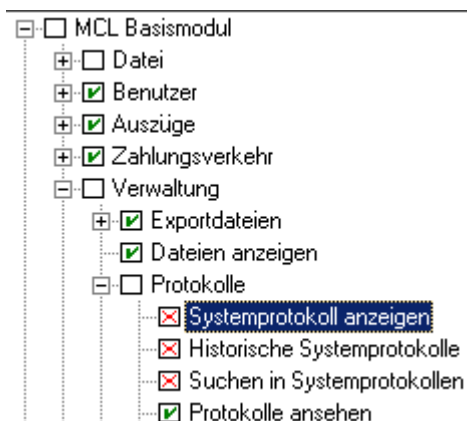 MCL Basismodul
Datei
Benutzer
Auszüge
Zahlungsverkehr
Verwaltung
Exportdateien
Dateien anzeigen
Protokolle
Systemprotokoll anzeigen
Historische Systemprotokolle
Suchen in Systemprotokollen
Protokolle ansehen